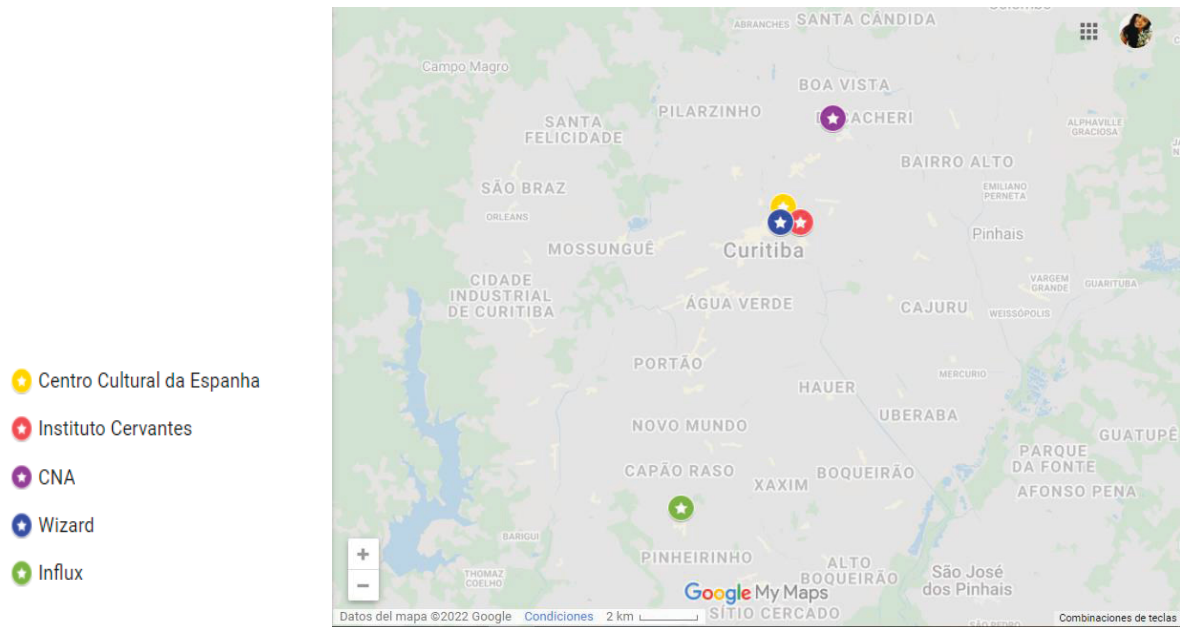 Centro Cultural da Espanha
Instituto Cervantes
CNA
Wizard
Influx
ABRANCHES
SANTA CÂNDIDA
Campo Magro
BOA VISTA
PILARZINHO
SANTA
FELICIDADE
ACHERI
ALPHAVILLE
GRACIOSA
BAIRRO ALTO
SÃO BRAZ
EMILIANO
PERNETA
ORLEANS
Pinhais
MOSSUNGUÊ
Curitiba
CIDADE
INDUSTRIAL
DE CURITIBA
VARGEM
GRANDE
GUARITUBA
ÁGUA VERDE
CAJURU
WEISSÓPOLIS
PORTÃO
MERCURIO
HAUER
UBERABA
NOVO MUNDO
GUATUPÊ
PARQUE
DA FONTE
CAPÃO RASO
BOQUEIRÃO
XAXIM
AFONSO PENA
BARIGUI
PINHEIRINHO
ALTO
BOQUEIRÃO
THOMAZ
COELHO
São José
dos Pinhais
Google My Maps
SÍTIO CERCADO
Datos del mapa ©2022 Google Condiciones 2 km
Combinaciones de teclas